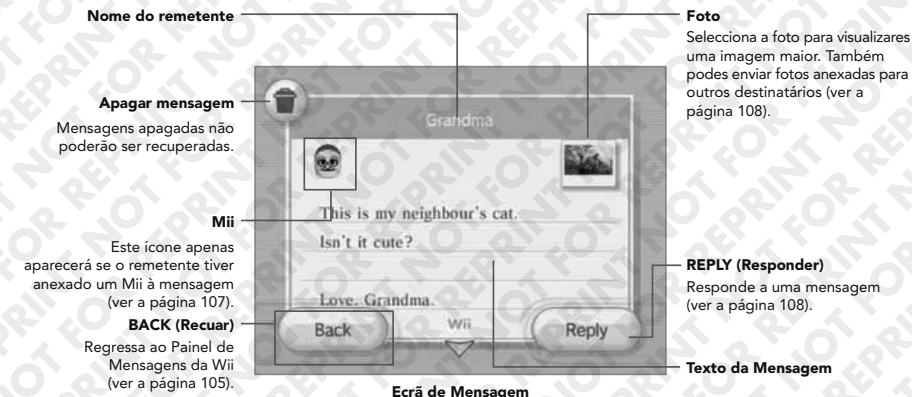 Nome do remetente
Foto
Selecciona a foto para visualizares
uma imagem maior. Também
podes enviar fotos anexadas para
outros destinatários (ver a
página 108).
Apagar mensagem
Mensagens apagadas não
poderão ser recuperadas.
Grandma
Mii
Este ícone apenas
aparecerá se o remetente tiver
anexado um Mii à mensagem
(ver a página 107).
This is my neighbour's cat.
Isn't it cute?
Love. Grandma.
BACK (Recuar)
Regressa ao Painel de
Mensagens da Wii
(ver a página 105).
Back
Wii
Reply
REPLY (Responder)
Responde a uma mensagem
(ver a página 108).
Texto da Mensagem
Ecrã de Mensagem
NOT FOR REPRINT